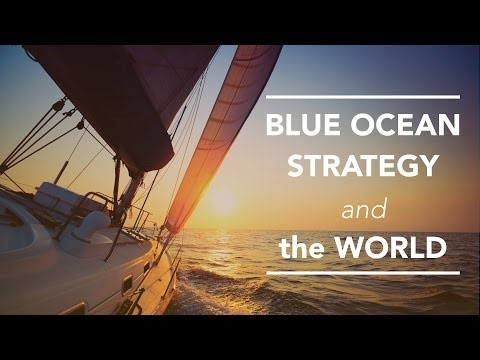 BLUE OCEAN
STRATEGY
and
the WORLD